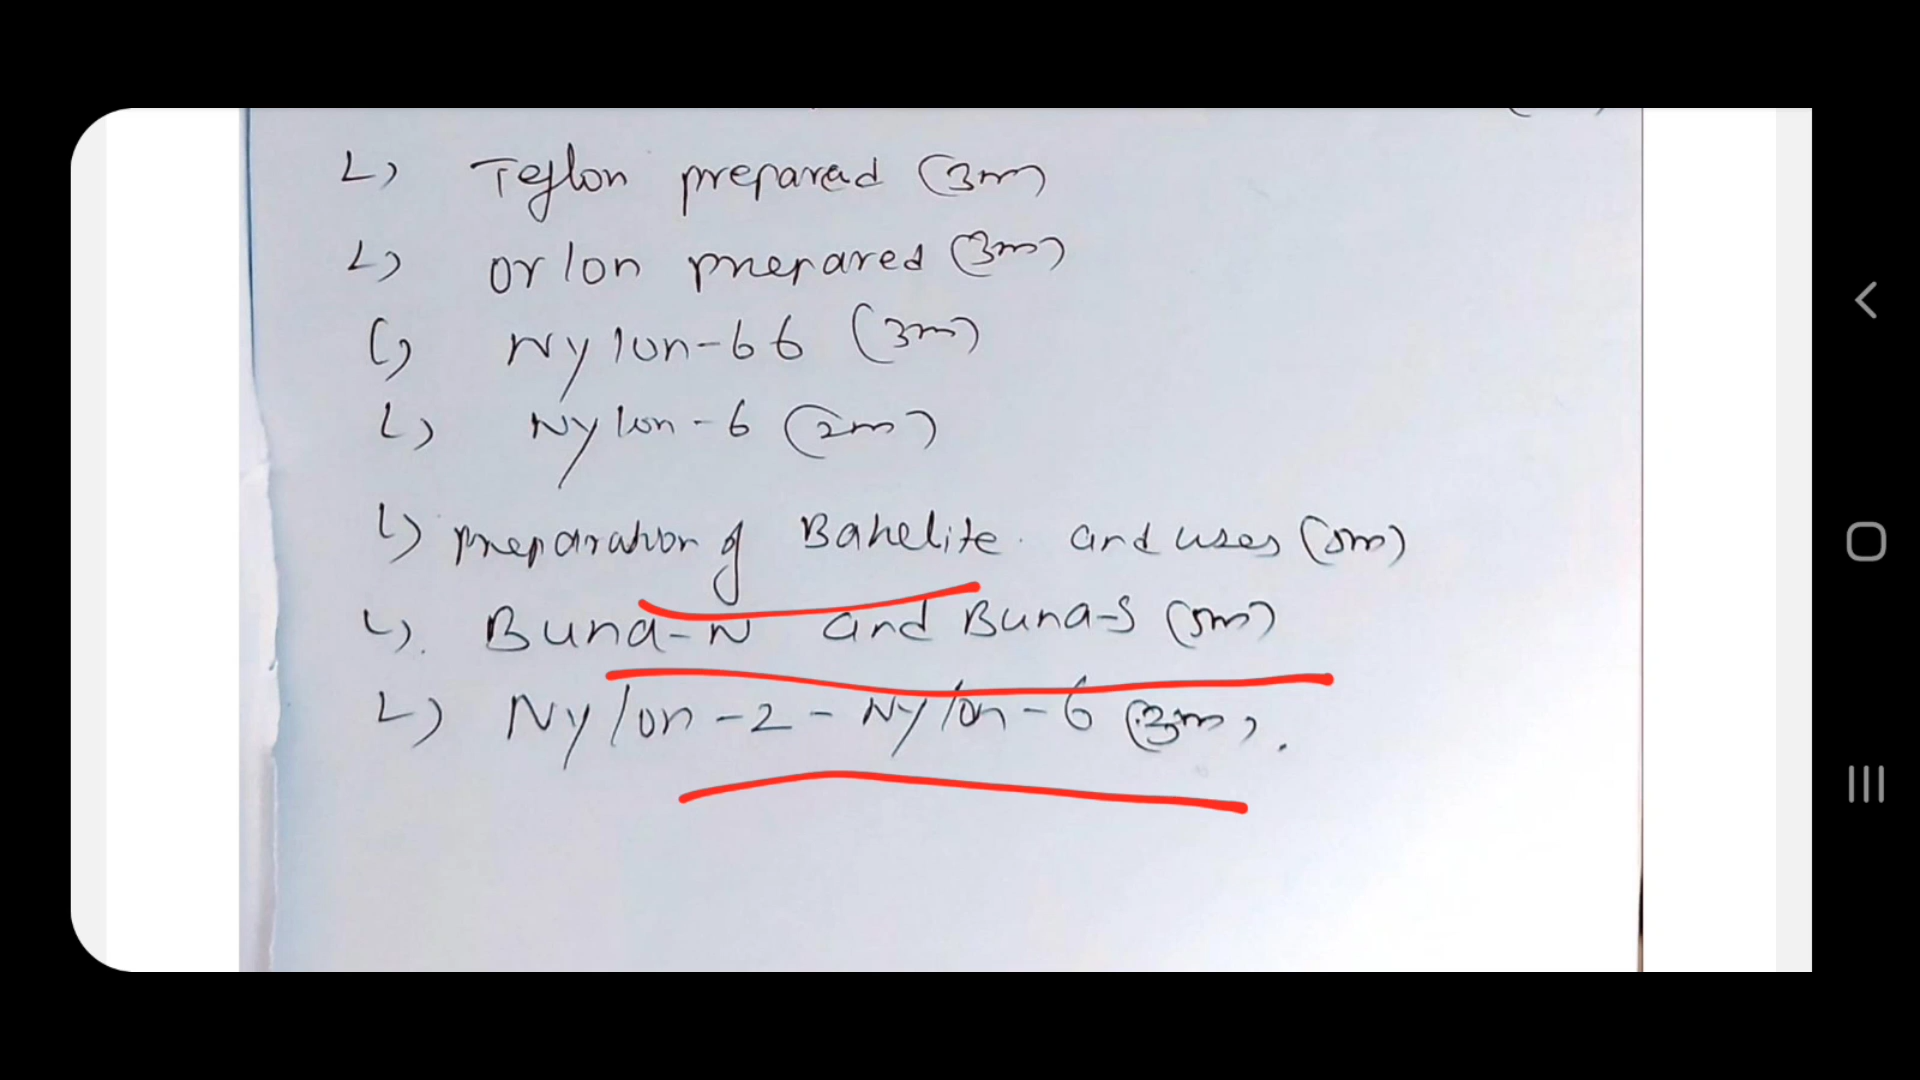 L) Teflon prepared (3m)
L) orlon prepared (3m)
L) Nylon-66 (3m)
L) Nylon-6 (2m)
L) preparation of Bakelite and uses (5m)
L). Buna-N and Buna-S (5m)
L) Nylon-2-Nylon-6 (3m).